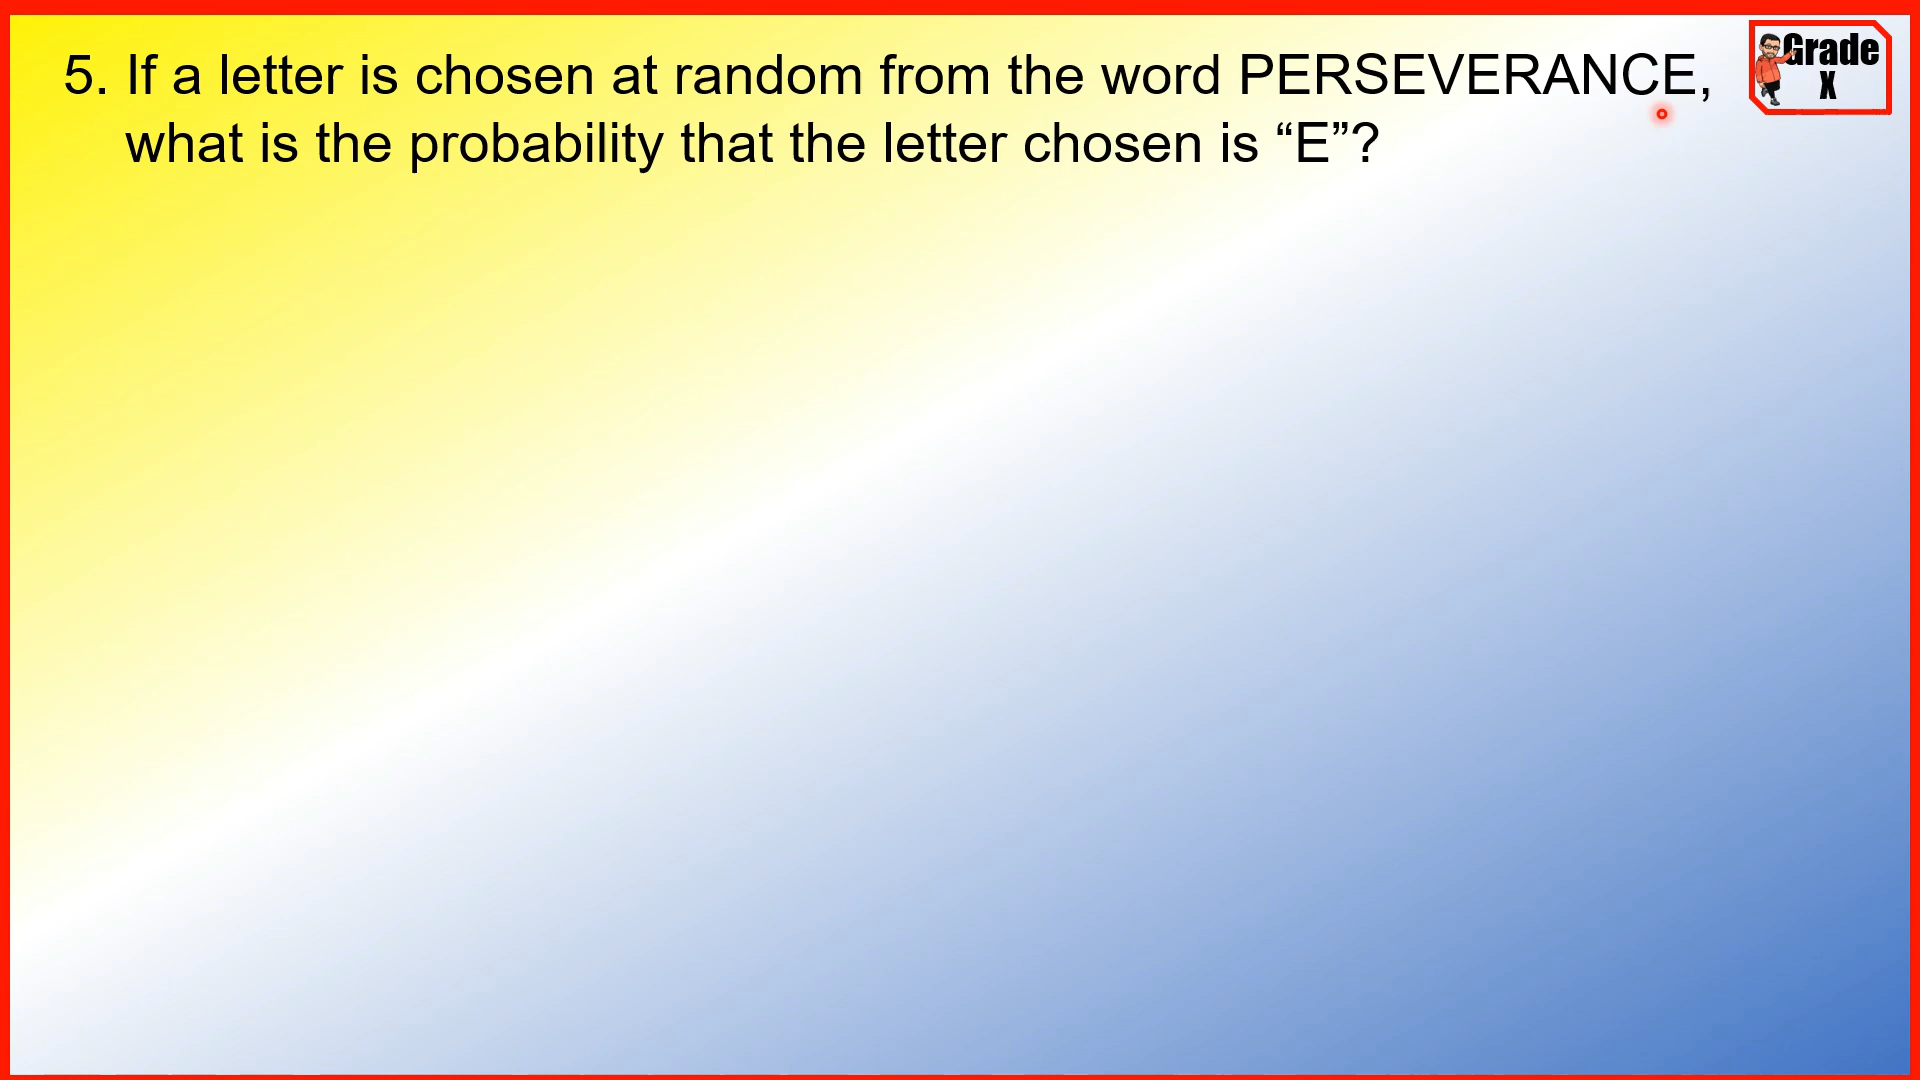 5. If a letter is chosen at random from the word PERSEVERANCE,
what is the probability that the letter chosen is “E”?
Grade
X